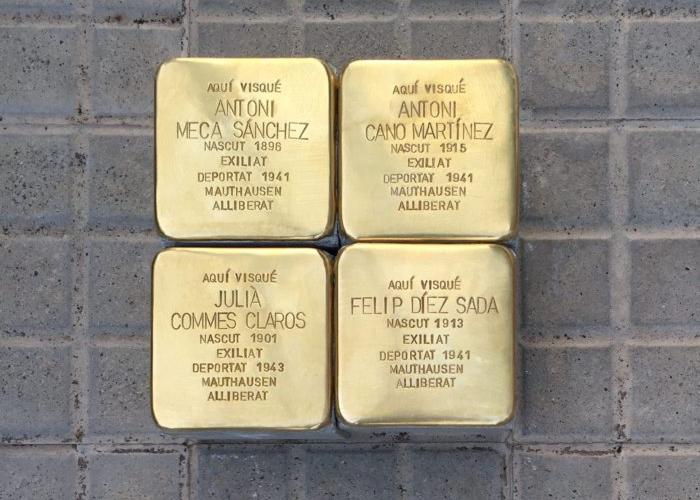 AQUÍ VISQUÉ
ANTONI
MECA SÁNCHEZ
NASCUT 1896
EXILIAT
DEPORTAT 1941
MAUTHAUSEN
ALLIBERAT
AQUÍ VISQUÉ
ANTONI
CANO MARTÍNEZ
NASCUT 1915
EXILIAT
DEPORTAT 1941
MAUTHAUSEN
ALLIBERAT
AQUÍ VISQUÉ
JULIÀ
COMMES CLAROS
NASCUT 1901
EXILIAT
DEPORTAT 1943
MAUTHAUSEN
ALLIBERAT
AQUÍ VISQUÉ
FELIP DÍEZ SADA
NASCUT 1913
EXILIAT
DEPORTAT 1941
MAUTHAUSEN
ALLIBERAT